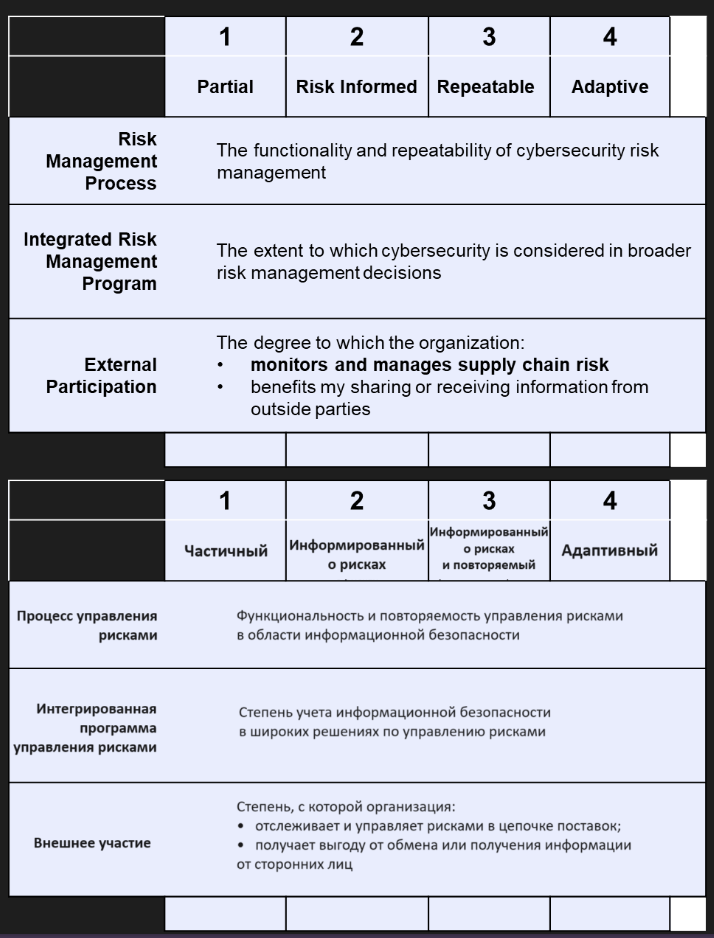 1 2 3 4
Partial Risk Informed Repeatable Adaptive
Risk
Management
Process
The functionality and repeatability of cybersecurity risk
management
Integrated Risk
Management
Program
The extent to which cybersecurity is considered in broader
risk management decisions
External
Participation
The degree to which the organization:
• monitors and manages supply chain risk
• benefits my sharing or receiving information from
outside parties
1 2 3 4
Частичный
Информированный
о рисках
Информированный
о рисках
и повторяемый
Адаптивный
Процесс управления
рисками
Функциональность и повторяемость управления рисками
в области информационной безопасности
Интегрированная
программа
управления рисками
Степень учета информационной безопасности
в широких решениях по управлению рисками
Внешнее участие
Степень, с которой организация:
• отслеживает и управляет рисками в цепочке поставок;
• получает выгоду от обмена или получения информации
от сторонних лиц